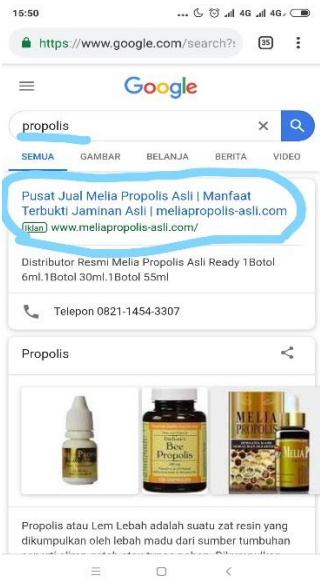 15:50
... 4G 4G
https://www.google.com/search?
35
Google
propolis
SEMUA GAMBAR BELANJA BERITA VIDEO
Pusat Jual Melia Propolis Asli | Manfaat
Terbukti Jaminan Asli | meliapropolis-asli.com
Iklan www.meliapropolis-asli.com/
Distributor Resmi Melia Propolis Asli Ready 1Botol
6ml.1Botol 30ml.1Botol 55ml
Telepon 0821-1454-3307
Propolis
Bee
Propolis
MELIA
PROPOLIS
Propolis atau Lem Lebah adalah suatu zat resin yang
dikumpulkan oleh lebah madu dari sumber tumbuhan